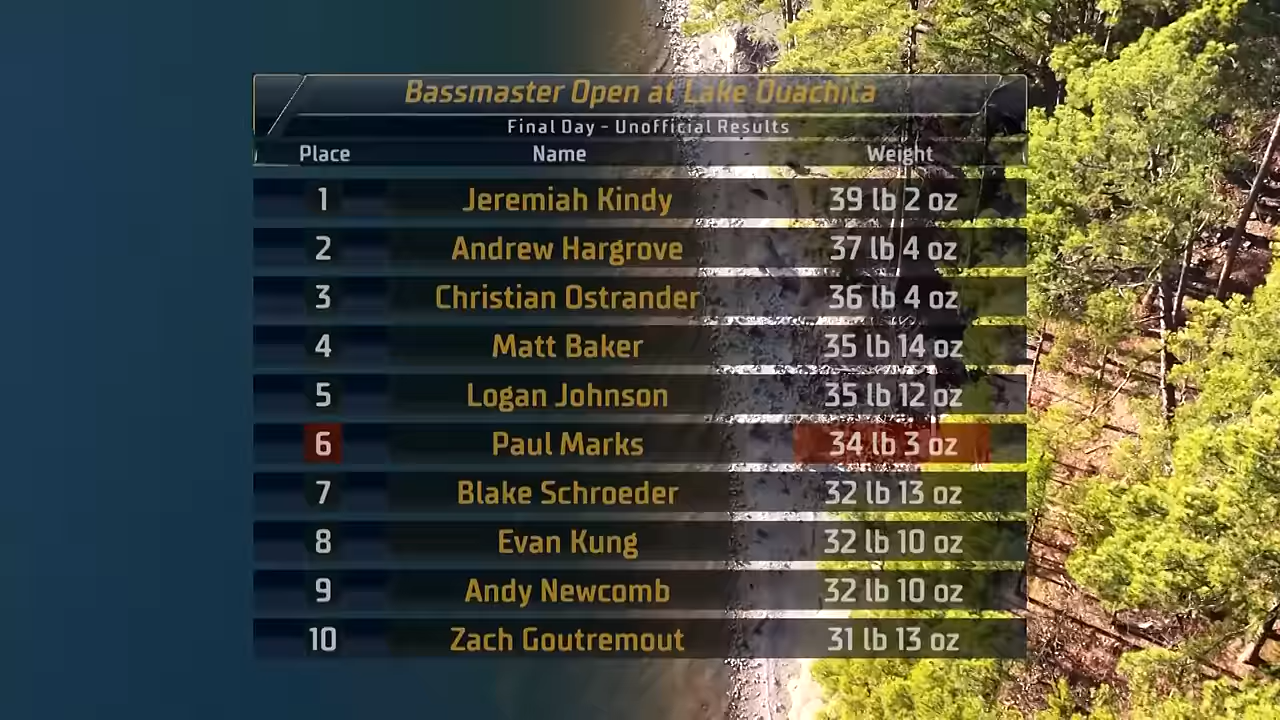 Bassmaster Open at Lake Ouachita
Final Day - Unofficial Results
Place Name Weight
1 Jeremiah Kindy 39 lb 2 oz
2 Andrew Hargrove 37 lb 4 oz
3 Christian Ostrander 36 lb 4 oz
4 Matt Baker 35 lb 14 oz
5 Logan Johnson 35 lb 12 oz
6 Paul Marks 34 lb 3 oz
7 Blake Schroeder 32 lb 13 oz
8 Evan Kung 32 lb 10 oz
9 Andy Newcomb 32 lb 10 oz
10 Zach Goutremout 31 lb 13 oz